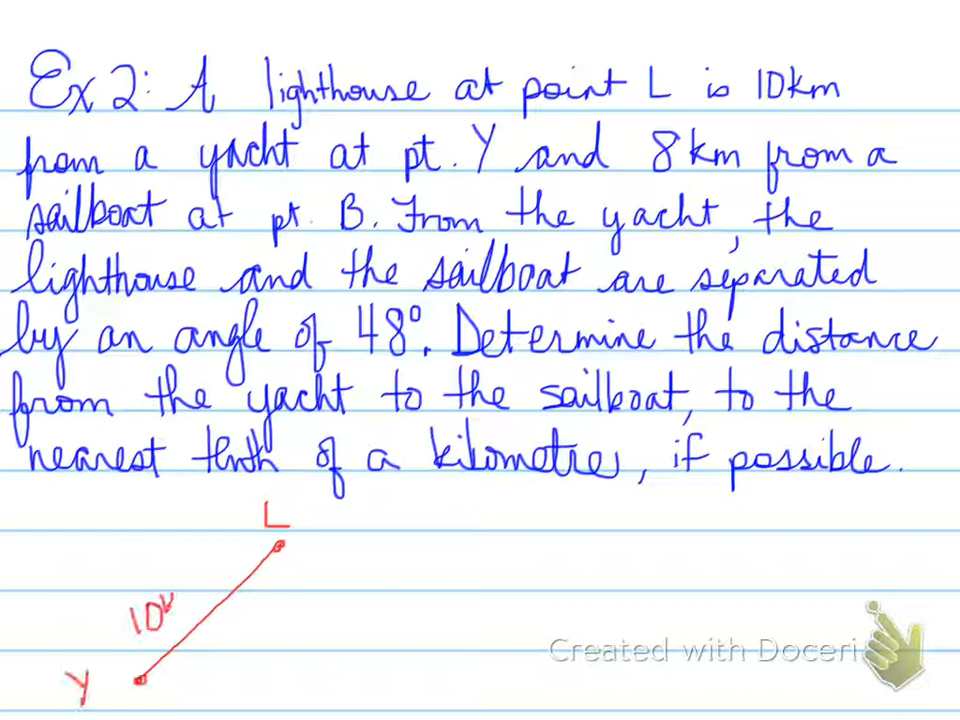 Ex 2: A lighthouse at point L is 10km
from a yacht at pt. Y and 8km from a
sailboat at pt. B. From the yacht, the
lighthouse and the sailboat are separated
by an angle of 48°. Determine the distance
from the yacht to the sailboat, to the
nearest tenth of a kilometre, if possible.
L
10k
Y
Created with Doceri